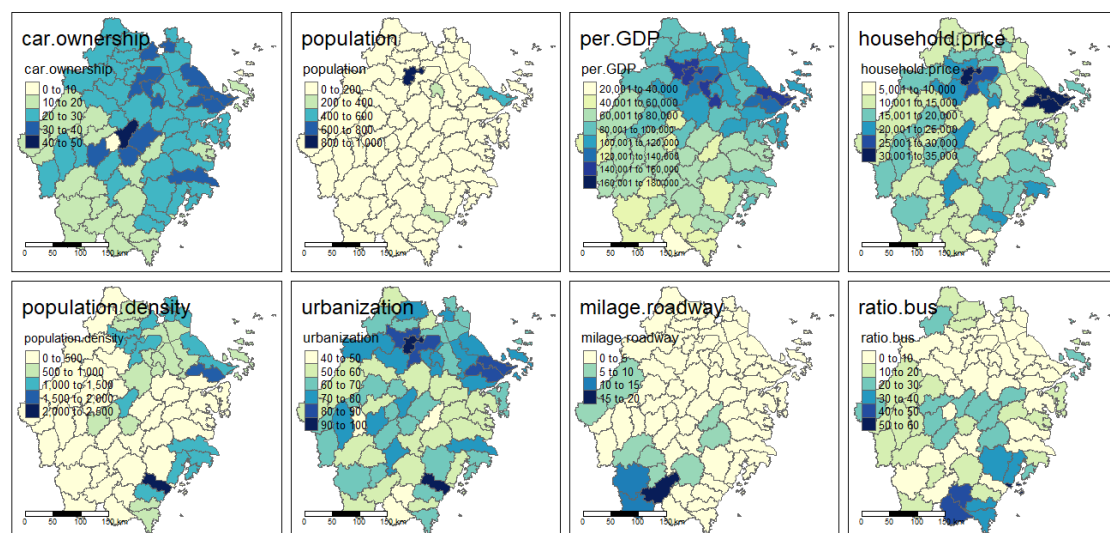 car.ownership
car.ownership
0 to 10
10 to 20
20 to 30
30 to 40
40 to 50
0 50 100 150 km
population
population
0 to 200
200 to 400
400 to 600
600 to 800
800 to 1,000
0 50 100 150 km
per.GDP
per.GDP
20,001 to 40,000
40,001 to 60,000
60,001 to 80,000
80,001 to 100,000
100,001 to 120,000
120,001 to 140,000
140,001 to 160,000
160,001 to 180,000
0 50 100 150 km
household.price
household.price
5,001 to 10,000
10,001 to 15,000
15,001 to 20,000
20,001 to 25,000
25,001 to 30,000
30,001 to 35,000
0 50 100 150 km
population.density
population.density
0 to 500
500 to 1,000
1,000 to 1,500
1,500 to 2,000
2,000 to 2,500
0 50 100 150 km
urbanization
urbanization
40 to 50
50 to 60
60 to 70
70 to 80
80 to 90
90 to 100
0 50 100 150 km
milage.roadway
milage.roadway
0 to 5
5 to 10
10 to 15
15 to 20
0 50 100 150 km
ratio.bus
ratio.bus
0 to 10
10 to 20
20 to 30
30 to 40
40 to 50
50 to 60
0 50 100 150 km